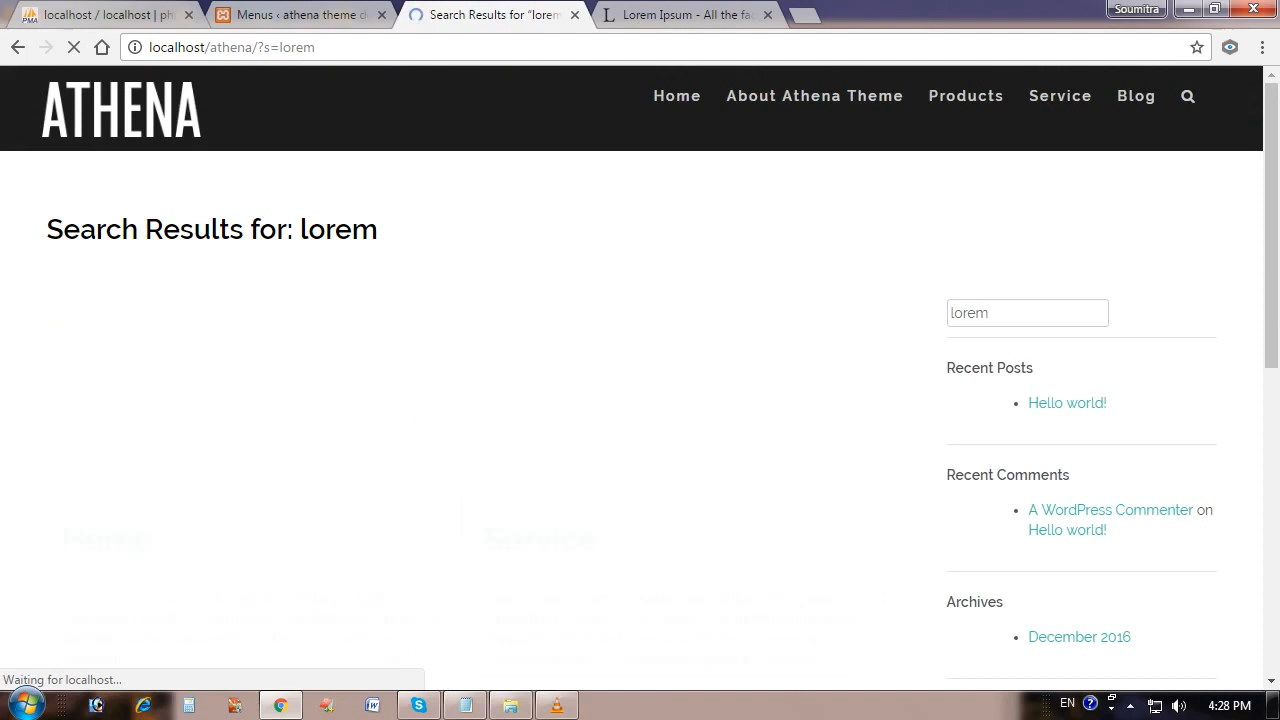 localhost / localhost | ph
Menus ‹ athena theme d
Search Results for "lorem
Lorem Ipsum - All the fac
Soumitra
localhost/athena/?s=lorem
ATHENA
Home
About Athena Theme
Products
Service
Blog
Search Results for: lorem
lorem
Recent Posts
• Hello world!
Recent Comments
• A WordPress Commenter on
Hello world!
Home
Service
Archives
• December 2016
Waiting for localhost...
EN
4:28 PM